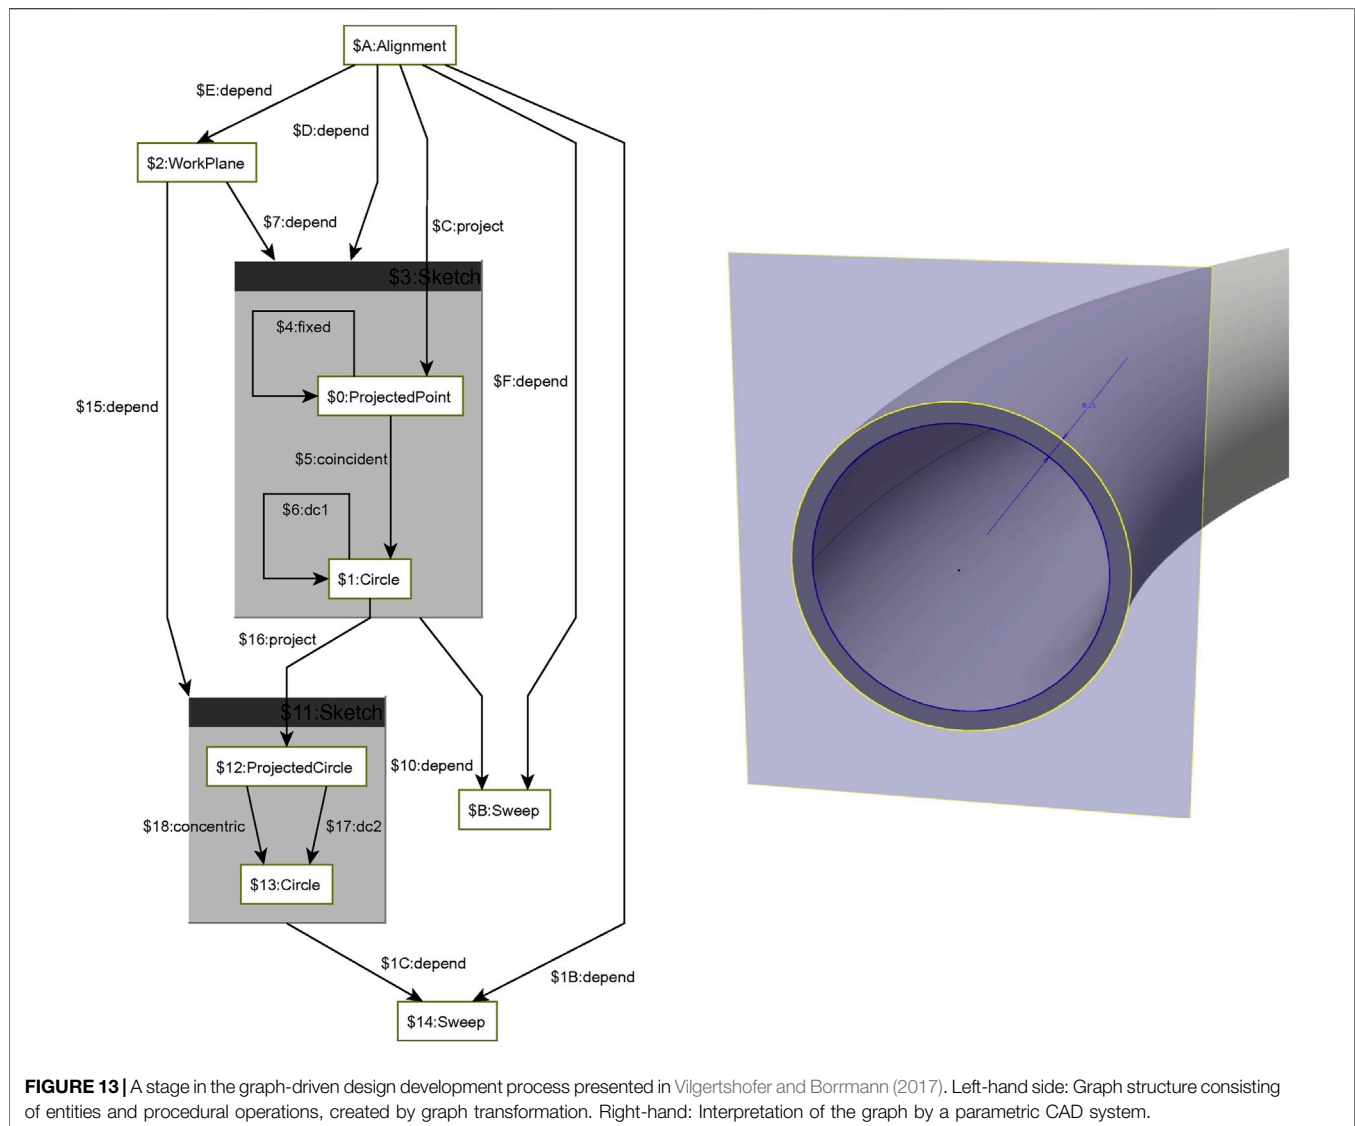 $A:Alignment
$E:depend
$D:depend
$2:WorkPlane
$7:depend
$C:project
$3:Sketch
$4:fixed
$F:depend
$0:ProjectedPoint
$15:depend
0.25
$5:coincident
$6:dc1
$1:Circle
$16:project
$11:Sketch
$12:ProjectedCircle
$10:depend
$B:Sweep
$18:concentric
$17:dc2
$13:Circle
$1C:depend
$1B:depend
$14:Sweep
FIGURE 13 | A stage in the graph-driven design development process presented in Vilgertshofer and Borrmann (2017). Left-hand side: Graph structure consisting
of entities and procedural operations, created by graph transformation. Right-hand: Interpretation of the graph by a parametric CAD system.